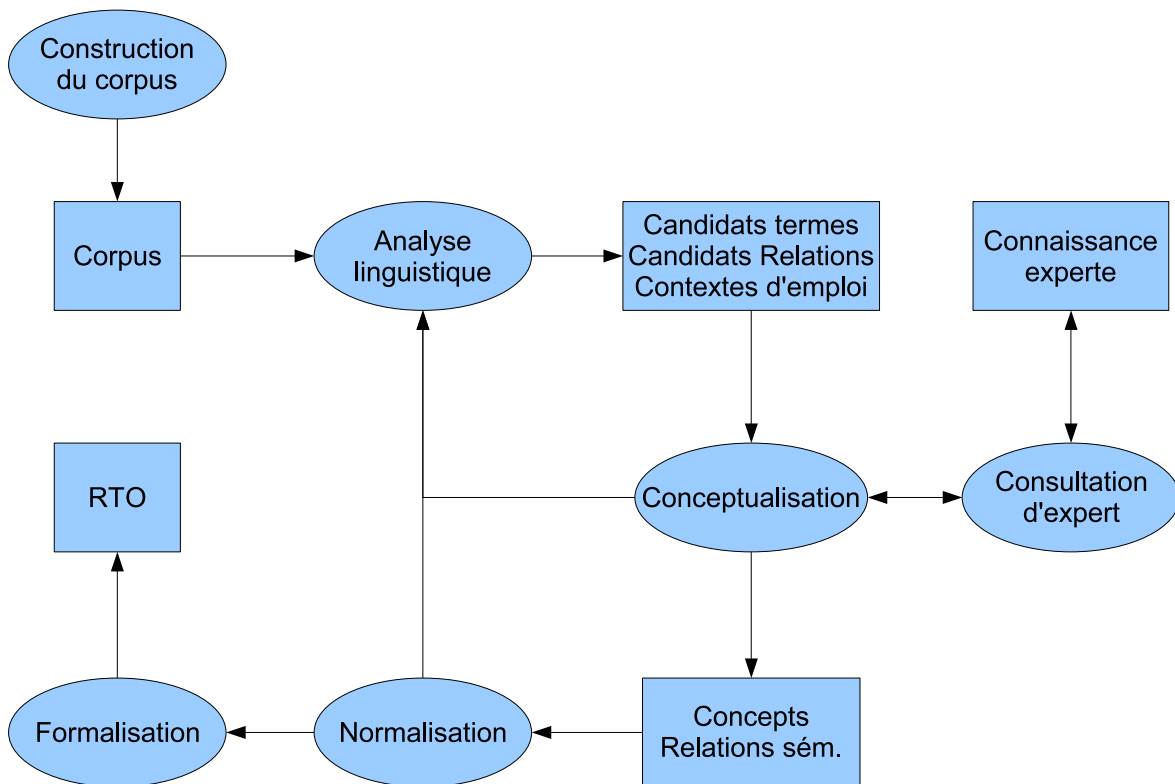 Construction
du corpus
Corpus
Analyse
linguistique
Candidats termes
Candidats Relations
Contextes d'emploi
Connaissance
experte
RTO
Conceptualisation
Consultation
d'expert
Formalisation
Normalisation
Concepts
Relations sém.